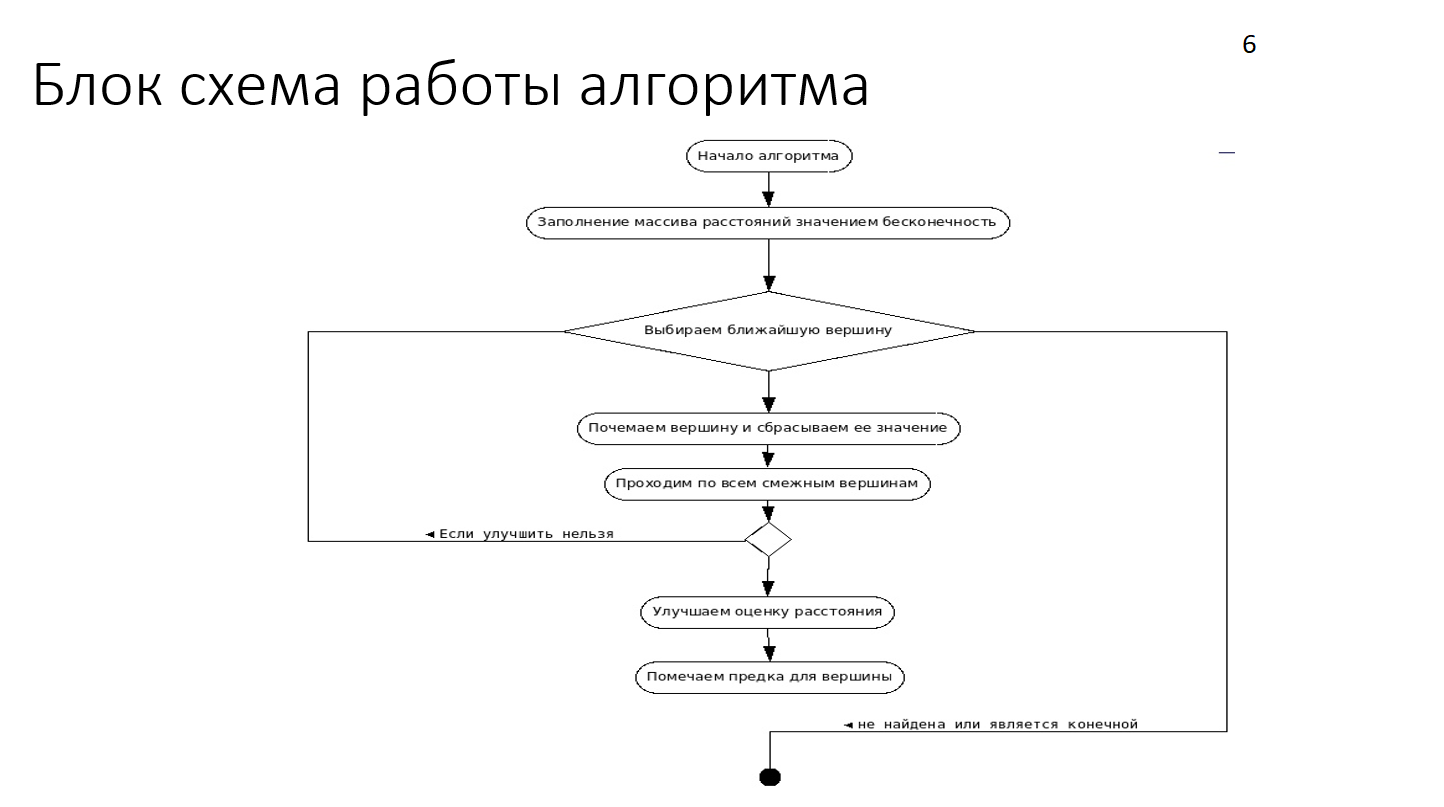 6
Блок схема работы алгоритма
Начало алгоритма
Заполнение массива расстояний значением бесконечность
Выбираем ближайшую вершину
Почемаем вершину и сбрасываем ее значение
Проходим по всем смежным вершинам
Если улучшить нельзя
Улучшаем оценку расстояния
Помечаем предка для вершины
не найдена или является конечной